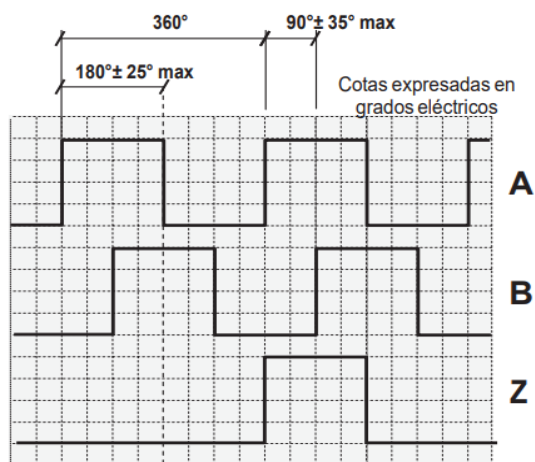 360°
90°± 35° max
180°± 25° max
Cotas expresadas en
grados eléctricos
A
B
Z